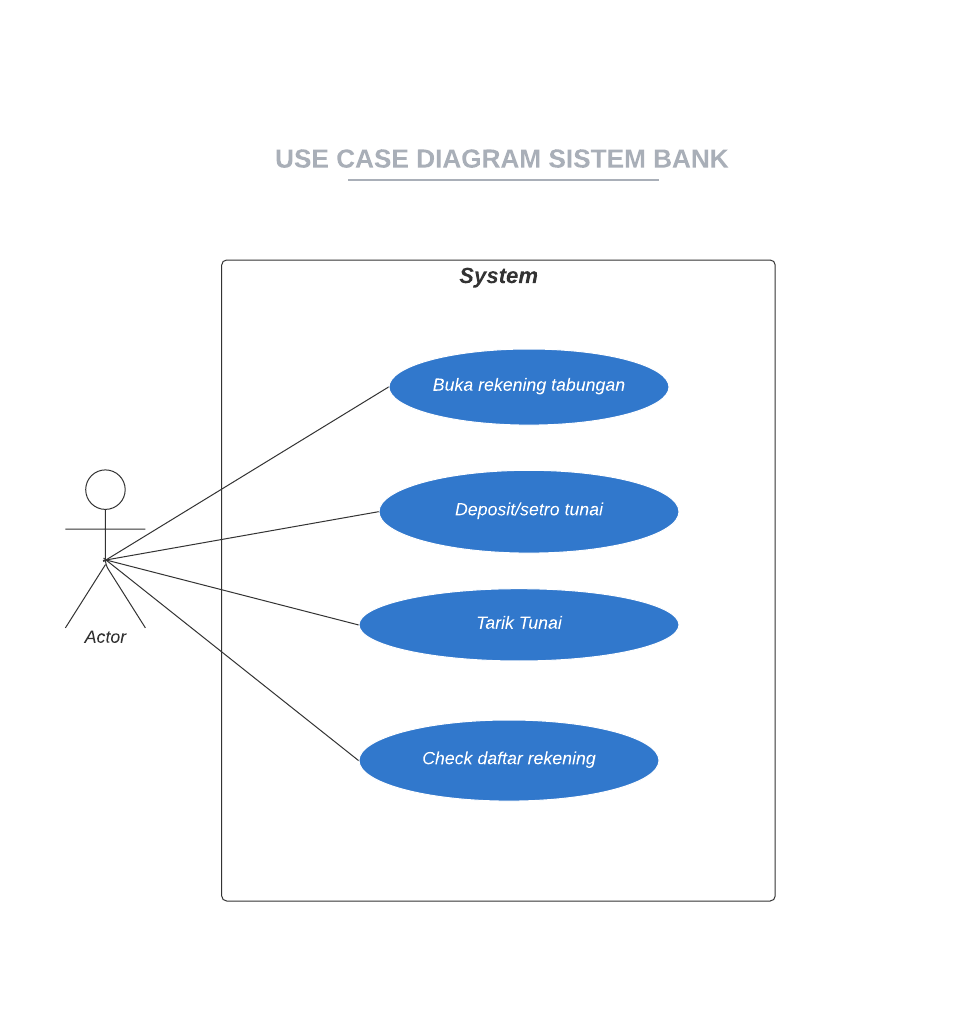 USE CASE DIAGRAM SISTEM BANK
System
Buka rekening tabungan
Deposit/setro tunai
Tarik Tunai
Actor
Check daftar rekening